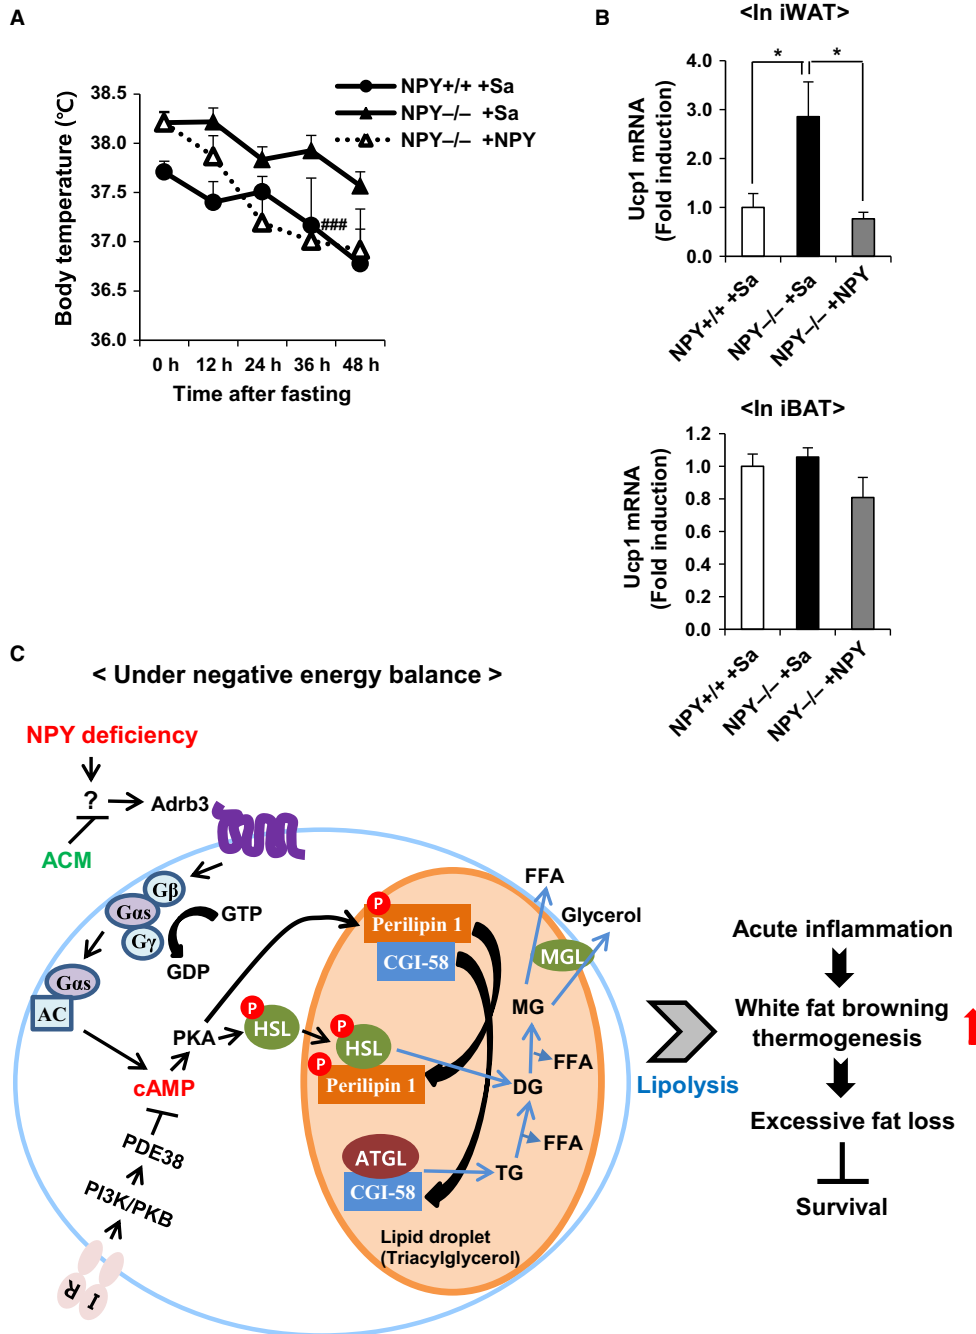 A
NPY+/+ +Sa
NPY–/– +Sa
NPY–/– +NPY
Body temperature (℃)
38.5
38.0
37.5
37.0
36.5
36.0
###
0 h 12 h 24 h 36 h 48 h
Time after fasting
B
<In iWAT>
Ucp1 mRNA
(Fold induction)
4.0
3.0
2.0
1.0
0.0
* *
NPY+/+ +Sa
NPY–/– +Sa
NPY–/– +NPY
<In iBAT>
Ucp1 mRNA
(Fold induction)
1.2
1.0
0.8
0.6
0.4
0.2
0.0
NPY+/+ +Sa
NPY–/– +Sa
NPY–/– +NPY
C
< Under negative energy balance >
NPY deficiency
?
Adrb3
ACM
Gβ
Gαs
Gγ
GTP
GDP
Gαs
AC
PKA
cAMP
PDE38
PI3K/PKB
I R
P
HSL
P
Perilipin 1
CGI-58
P
HSL
P
Perilipin 1
ATGL
CGI-58
TG
FFA
DG
FFA
MG
MGL
FFA
Glycerol
Lipid droplet
(Triacylglycerol)
Lipolysis
Acute inflammation
White fat browning
thermogenesis
Excessive fat loss
Survival